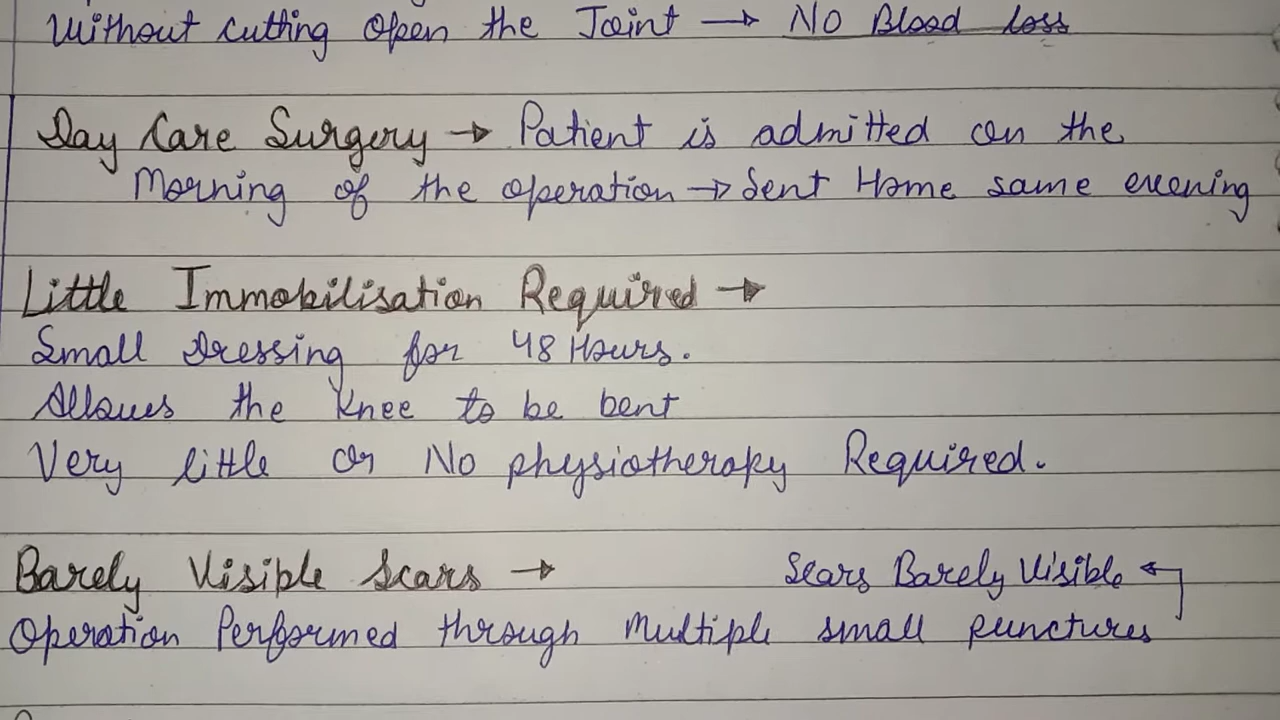 Without cutting open the Joint → No Blood loss
Day Care Surgery → Patient is admitted on the
Morning of the operation → Sent Home same evening
Little Immobilisation Required →
Small dressing for 48 Hours.
Allows the knee to be bent
Very little or No physiotherapy Required.
Barely Visible Scars →
Scars Barely Visible ←
Operation Performed through Multiple small punctures